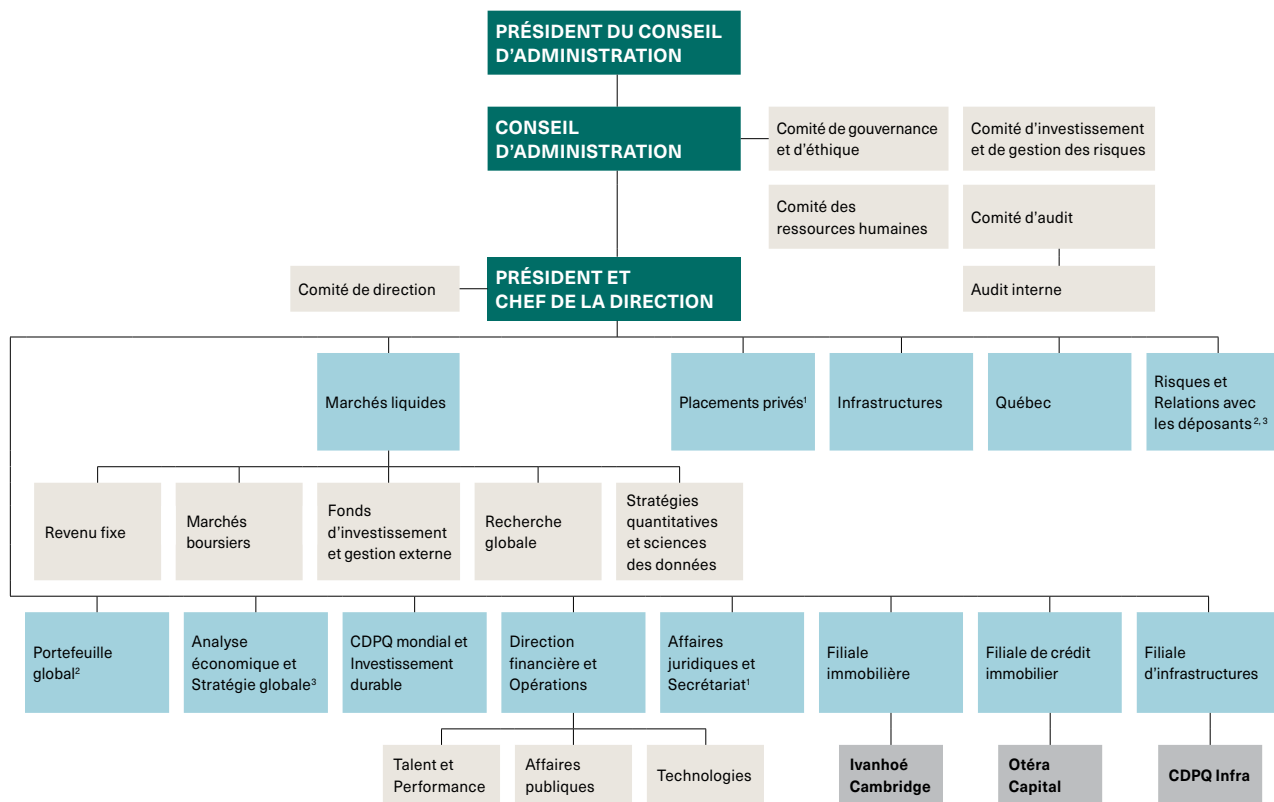 PRÉSIDENT DU CONSEIL
D'ADMINISTRATION
CONSEIL
D'ADMINISTRATION
Comité de gouvernance
et d'éthique
Comité d'investissement
et de gestion des risques
Comité des
ressources humaines
Comité d'audit
Comité de direction
PRÉSIDENT ET
CHEF DE LA DIRECTION
Audit interne
Marchés liquides
Placements privés¹
Infrastructures
Québec
Risques et
Relations avec
les déposants²,³
Revenu fixe
Marchés
boursiers
Fonds
d'investissement
et gestion externe
Recherche
globale
Stratégies
quantitatives
et sciences
des données
Portefeuille
global²
Analyse
économique et
Stratégie globale³
CDPQ mondial et
Investissement
durable
Direction
financière et
Opérations
Affaires
juridiques et
Secrétariat¹
Filiale
immobilière
Filiale de crédit
immobilier
Filiale
d'infrastructures
Talent et
Performance
Affaires
publiques
Technologies
Ivanhoé
Cambridge
Otéra
Capital
CDPQ Infra